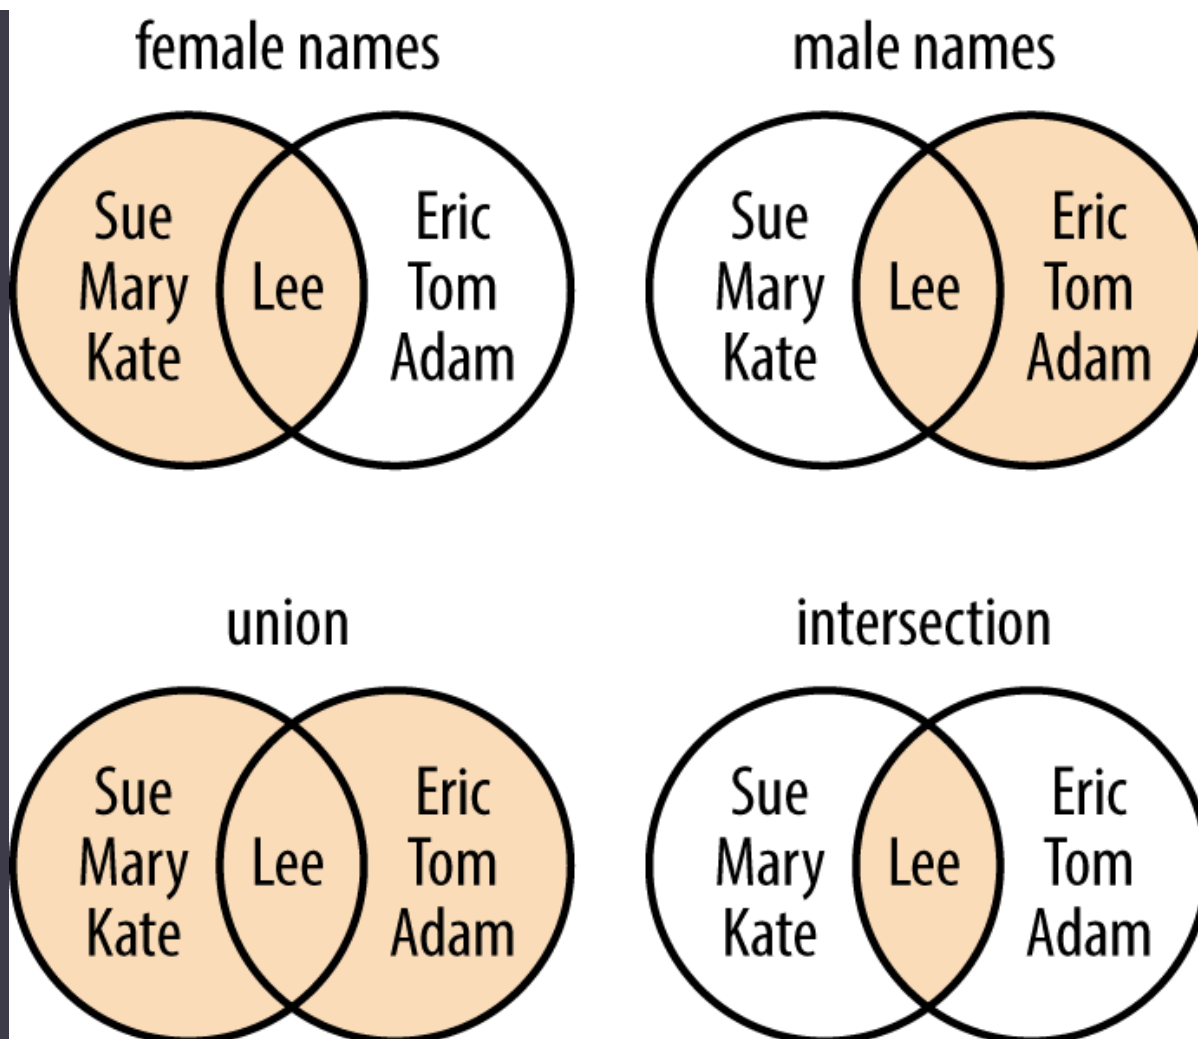 female names
Sue
Mary
Kate
Lee
Eric
Tom
Adam
male names
Sue
Mary
Kate
Lee
Eric
Tom
Adam
union
Sue
Mary
Kate
Lee
Eric
Tom
Adam
intersection
Sue
Mary
Kate
Lee
Eric
Tom
Adam